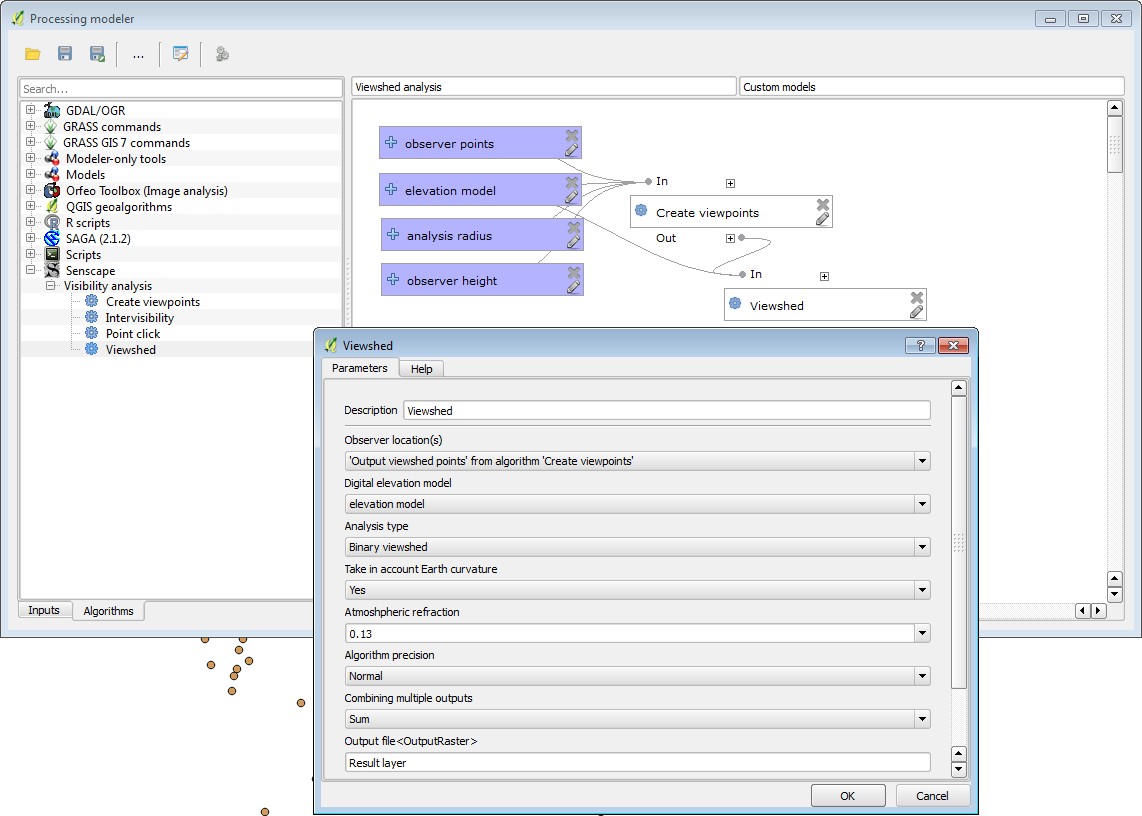 Processing modeler
...
Search...
GDAL/OGR
GRASS commands
GRASS GIS 7 commands
Modeler-only tools
Models
Orfeo Toolbox (Image analysis)
QGIS geoalgorithms
R scripts
SAGA (2.1.2)
Scripts
Senscape
Visibility analysis
Create viewpoints
Intervisibility
Point click
Viewshed
Inputs
Algorithms
Viewshed analysis
Custom models
observer points
elevation model
analysis radius
observer height
In
Create viewpoints
Out
In
Viewshed
Viewshed
?
Parameters
Help
Description
Viewshed
Observer location(s)
'Output viewshed points' from algorithm 'Create viewpoints'
Digital elevation model
elevation model
Analysis type
Binary viewshed
Take in account Earth curvature
Yes
Atmoshpheric refraction
0.13
Algorithm precision
Normal
Combining multiple outputs
Sum
Output file<OutputRaster>
Result layer
OK
Cancel